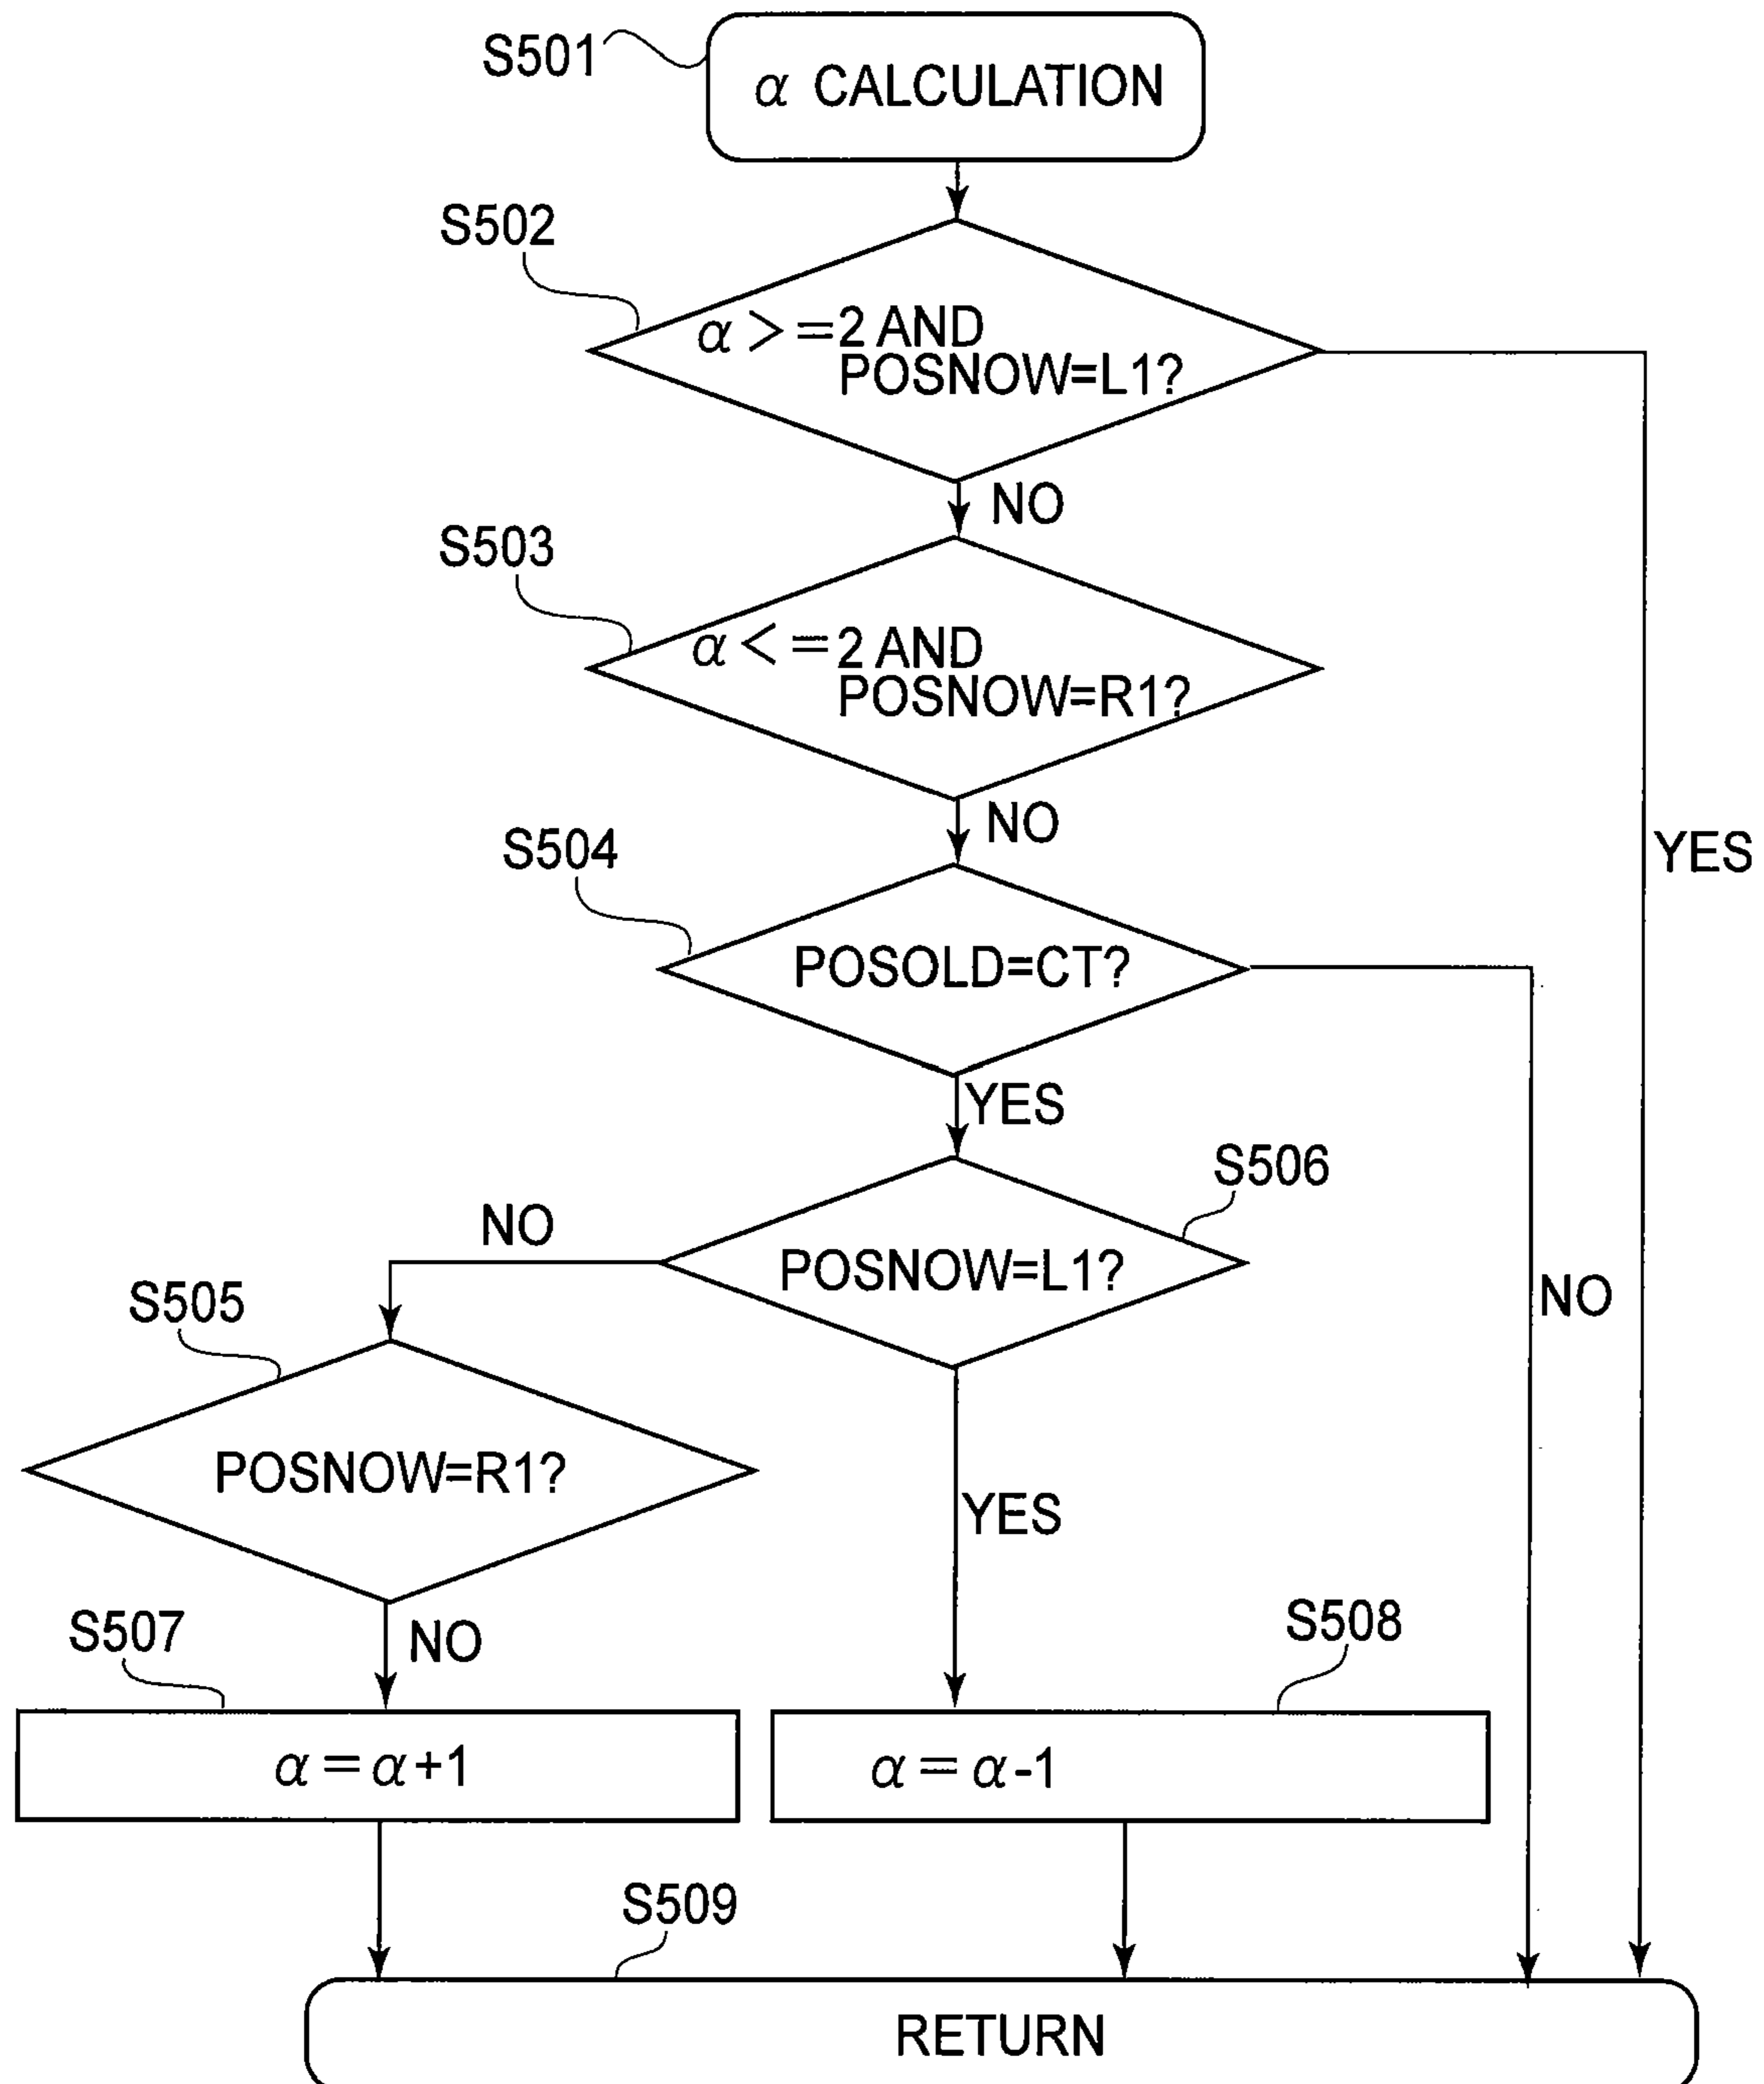 S501
α CALCULATION
S502
α >=2 AND
POSNOW=L1?
NO
S503
α <=2 AND
POSNOW=R1?
NO
YES
S504
POSOLD=CT?
YES
S506
NO
POSNOW=L1?
NO
S505
POSNOW=R1?
YES
S507
NO
S508
α=α+1
α=α-1
S509
RETURN